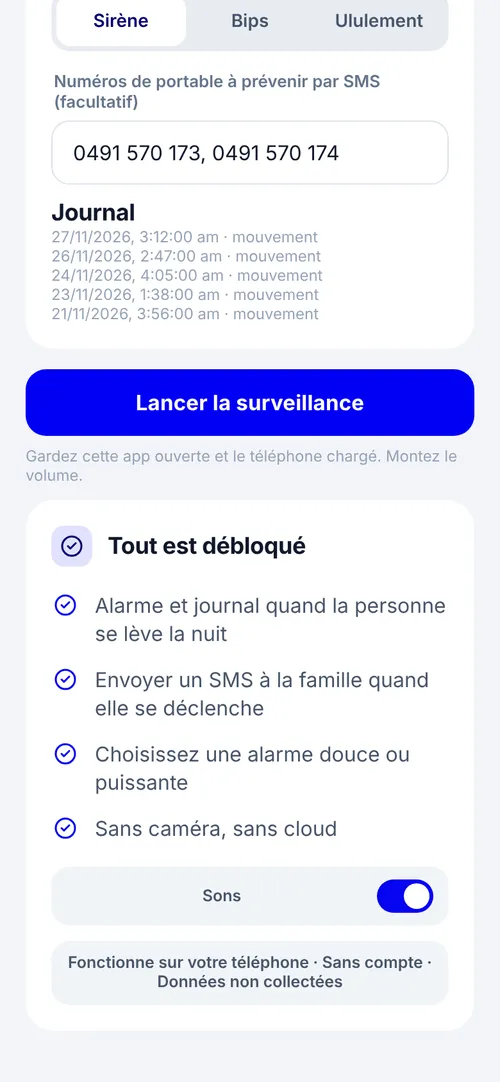 Sirène
Bips
Ululement
Numéros de portable à prévenir par SMS
(facultatif)
0491 570 173, 0491 570 174
Journal
27/11/2026, 3:12:00 am · mouvement
26/11/2026, 2:47:00 am · mouvement
24/11/2026, 4:05:00 am · mouvement
23/11/2026, 1:38:00 am · mouvement
21/11/2026, 3:56:00 am · mouvement
Lancer la surveillance
Gardez cette app ouverte et le téléphone chargé. Montez le
volume.
Tout est débloqué
Alarme et journal quand la personne
se lève la nuit
Envoyer un SMS à la famille quand
elle se déclenche
Choisissez une alarme douce ou
puissante
Sans caméra, sans cloud
Sons
Fonctionne sur votre téléphone · Sans compte ·
Données non collectées